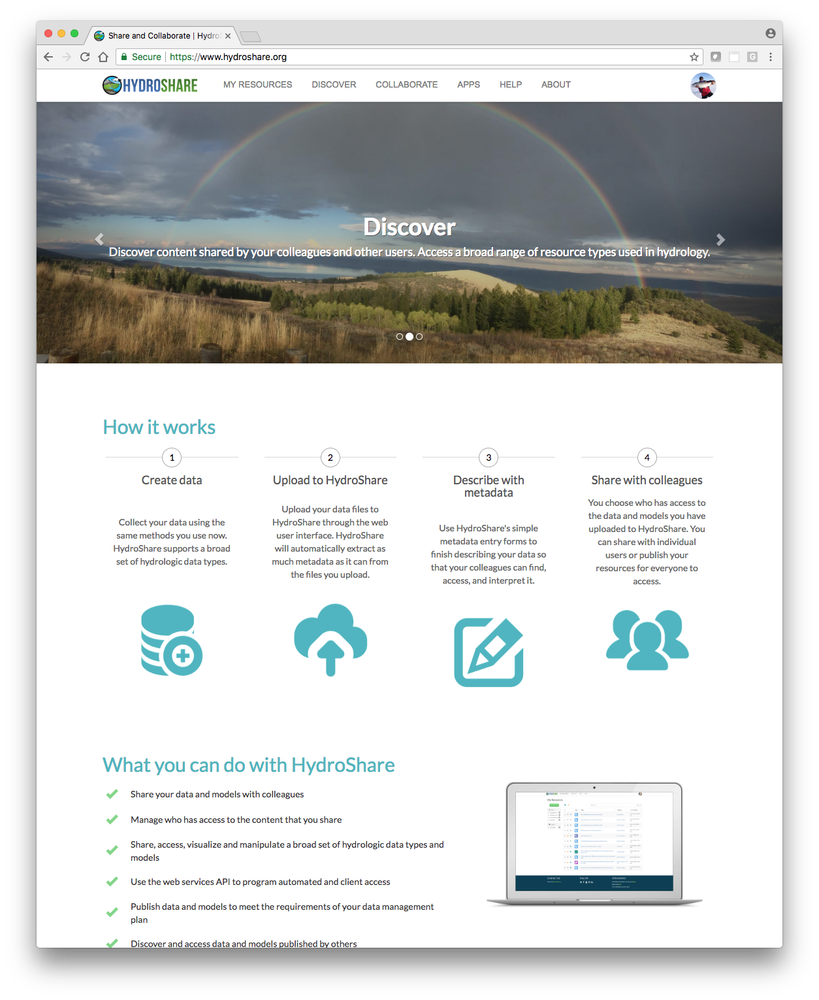 Share and Collaborate | Hydro
Secure
https://www.hydroshare.org
HYDROSHARE
MY RESOURCES
DISCOVER
COLLABORATE
APPS
HELP
ABOUT
Discover
Discover content shared by your colleagues and other users. Access a broad range of resource types used in hydrology.
How it works
1
Create data
Collect your data using the
same methods you use now.
HydroShare supports a broad
set of hydrologic data types.
2
Upload to HydroShare
Upload your data files to
HydroShare through the web
user interface. HydroShare
will automatically extract as
much metadata as it can from
the files you upload.
3
Describe with
metadata
Use HydroShare's simple
metadata entry forms to
finish describing your data so
that your colleagues can find,
access, and interpret it.
4
Share with colleagues
You choose who has access to
the data and models you have
uploaded to HydroShare. You
can share with individual
users or publish your
resources for everyone to
access.
What you can do with HydroShare
Share your data and models with colleagues
Manage who has access to the content that you share
Share, access, visualize and manipulate a broad set of hydrologic data types and
models
Use the web services API to program automated and client access
Publish data and models to meet the requirements of your data management
plan
Discover and access data and models published by others
My Resources